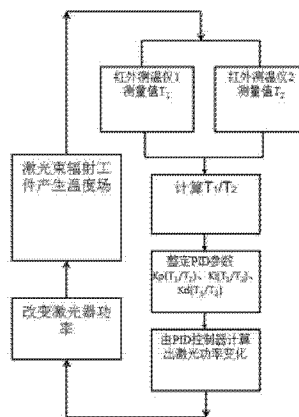 红外测温仪1
测量值T₁
红外测温仪2
测量值T₂
激光束辐射工
件产生温度场
计算T₁/T₂
整定PID参数
Kp(T₁/T₂)、Ki(T₁/T₂)、
Kd(T₁/T₂)
改变激光器功
率
由PID控制器计算
出激光功率变化